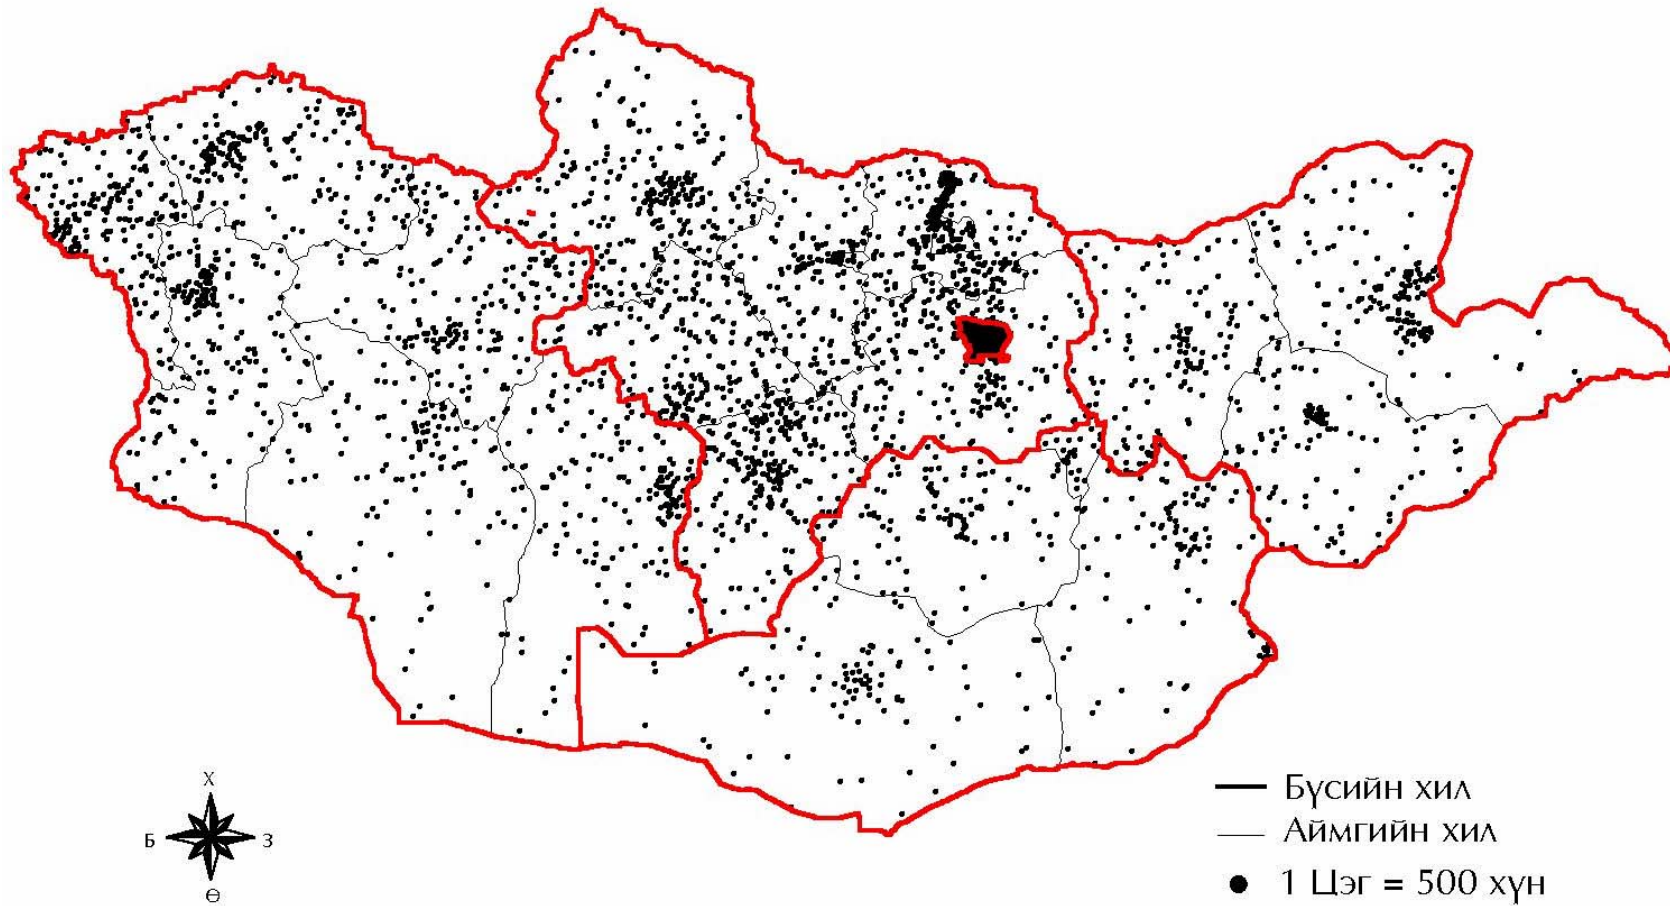 Х
Б З
Ө
Бүсийн хил
Аймгийн хил
1 Цэг = 500 хүн